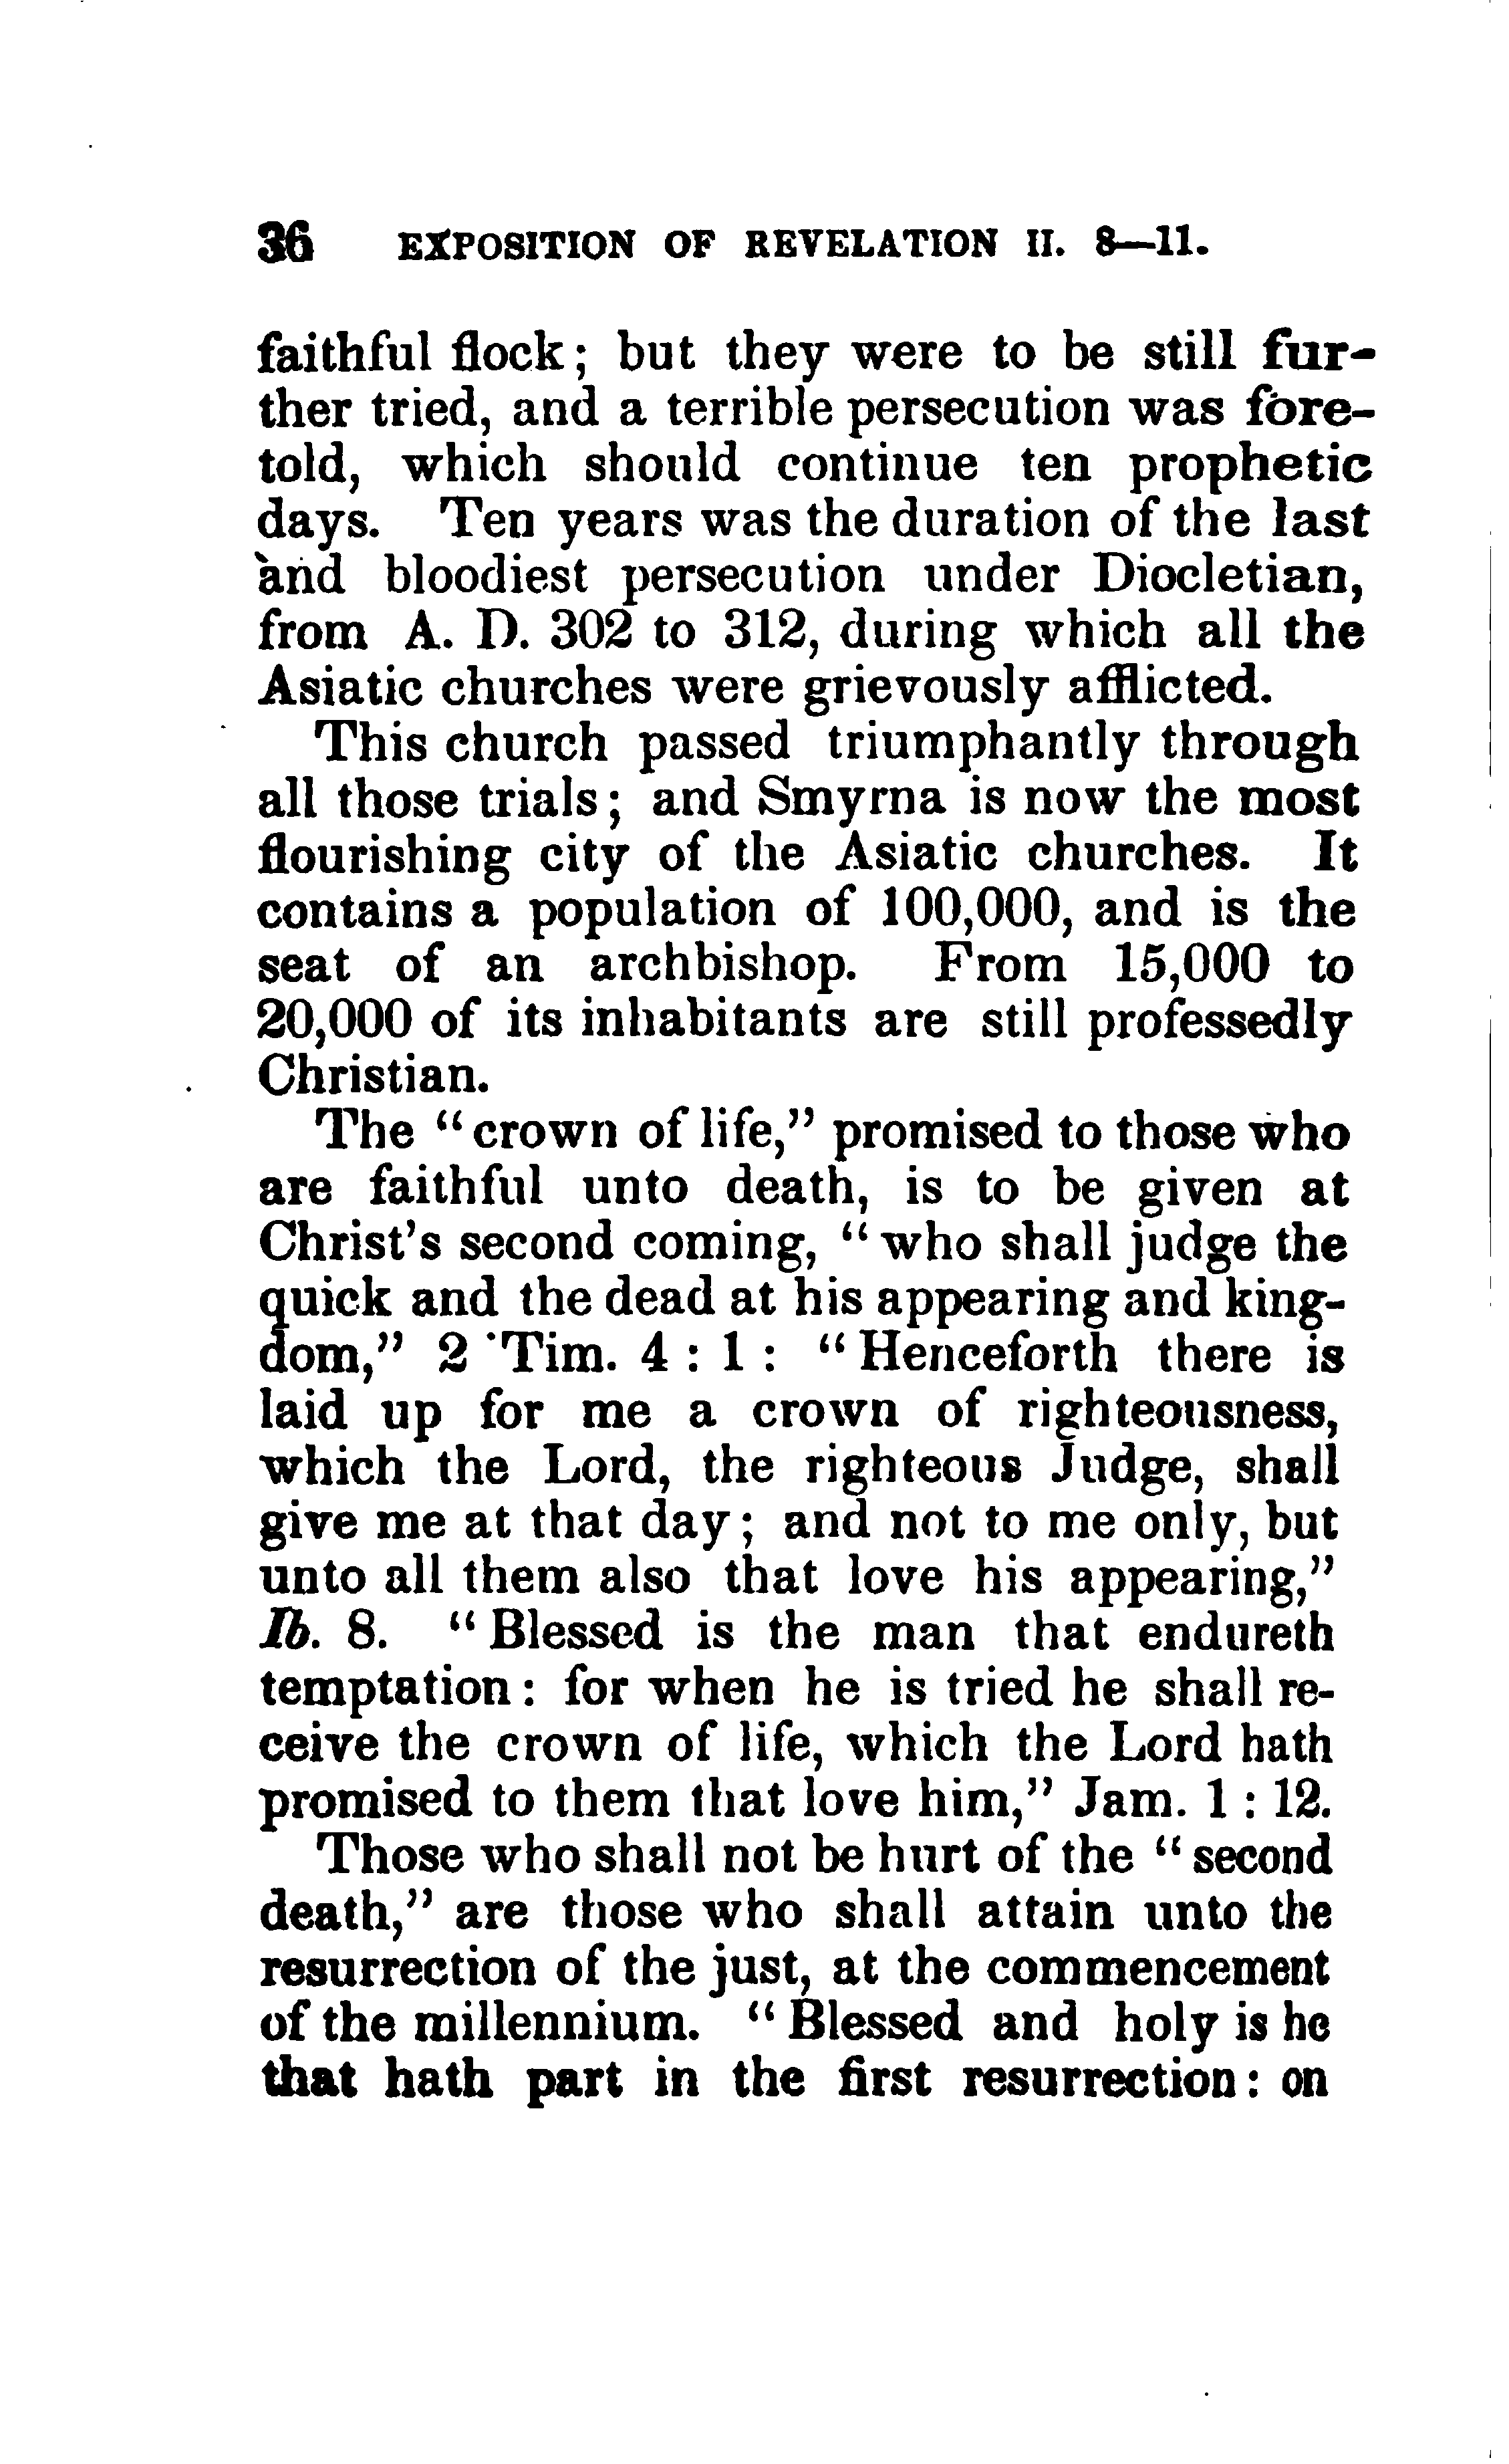 36 EXPOSITION OF REVELATION II. 8—11.
faithful flock; but they were to be still fur-
ther tried, and a terrible persecution was fore-
told, which should continue ten prophetic
days. Ten years was the duration of the last
and bloodiest persecution under Diocletian,
from A. D. 302 to 312, during which all the
Asiatic churches were grievously afflicted.
This church passed triumphantly through
all those trials; and Smyrna is now the most
flourishing city of the Asiatic churches. It
contains a population of 100,000, and is the
seat of an archbishop. From 15,000 to
20,000 of its inhabitants are still professedly
Christian.
The "crown of life," promised to those who
are faithful unto death, is to be given at
Christ's second coming, "who shall judge the
quick and the dead at his appearing and king-
dom," 2 Tim. 4 : 1 : "Henceforth there is
laid up for me a crown of righteousness,
which the Lord, the righteous Judge, shall
give me at that day; and not to me only, but
unto all them also that love his appearing,"
Ib. 8. "Blessed is the man that endureth
temptation: for when he is tried he shall re-
ceive the crown of life, which the Lord hath
promised to them that love him," Jam. 1 : 12.
Those who shall not be hurt of the "second
death," are those who shall attain unto the
resurrection of the just, at the commencement
of the millennium. "Blessed and holy is he
that hath part in the first resurrection: on